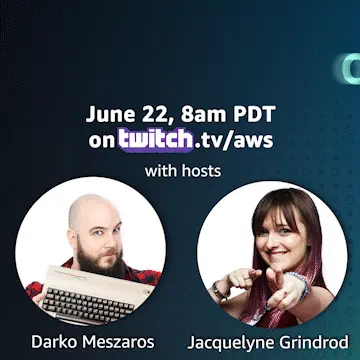 June 22, 8am PDT
on twitch.tv/aws
with hosts
Darko Meszaros
Jacquelyne Grindrod